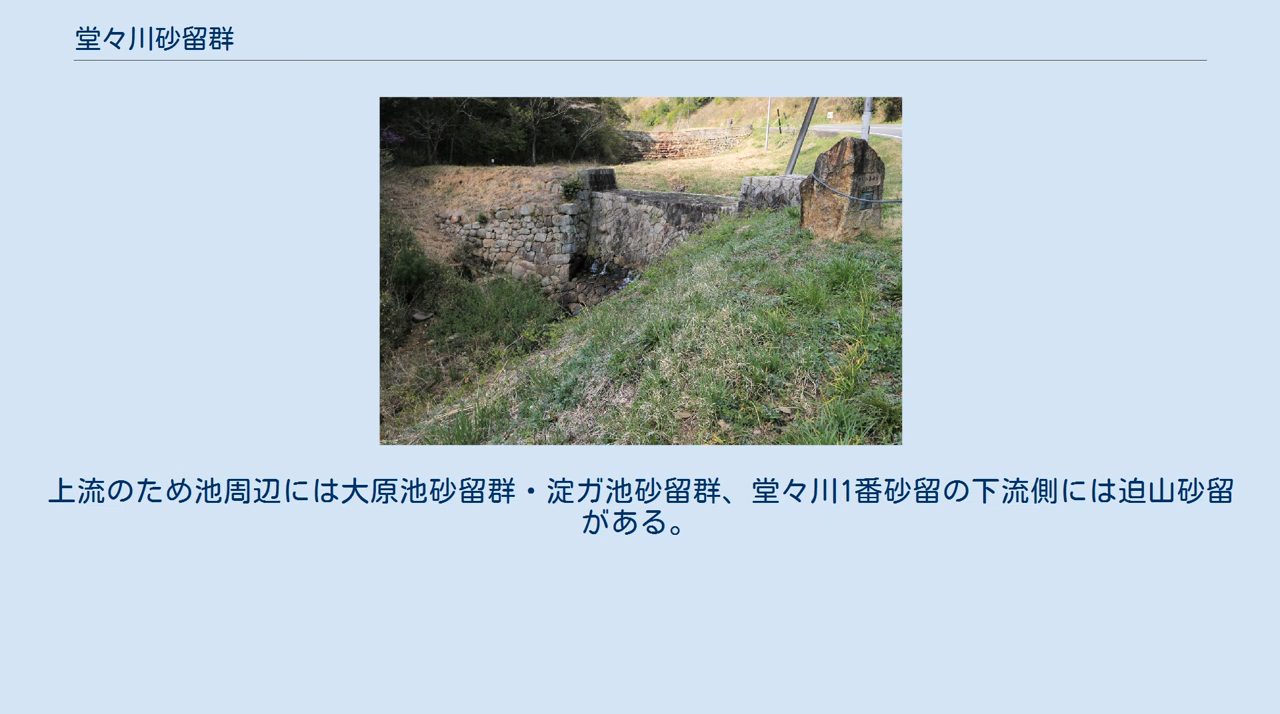 堂々川砂留群
上流のため池周辺には大原池砂留群・淀ガ池砂留群、堂々川1番砂留の下流側には迫山砂留
がある。